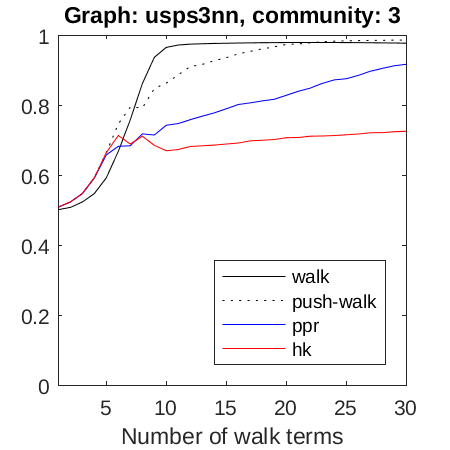 Graph: usps3nn, community: 3
1
0.8
0.6
0.4
0.2
0
walk
push-walk
ppr
hk
5
10
15
20
25
30
Number of walk terms